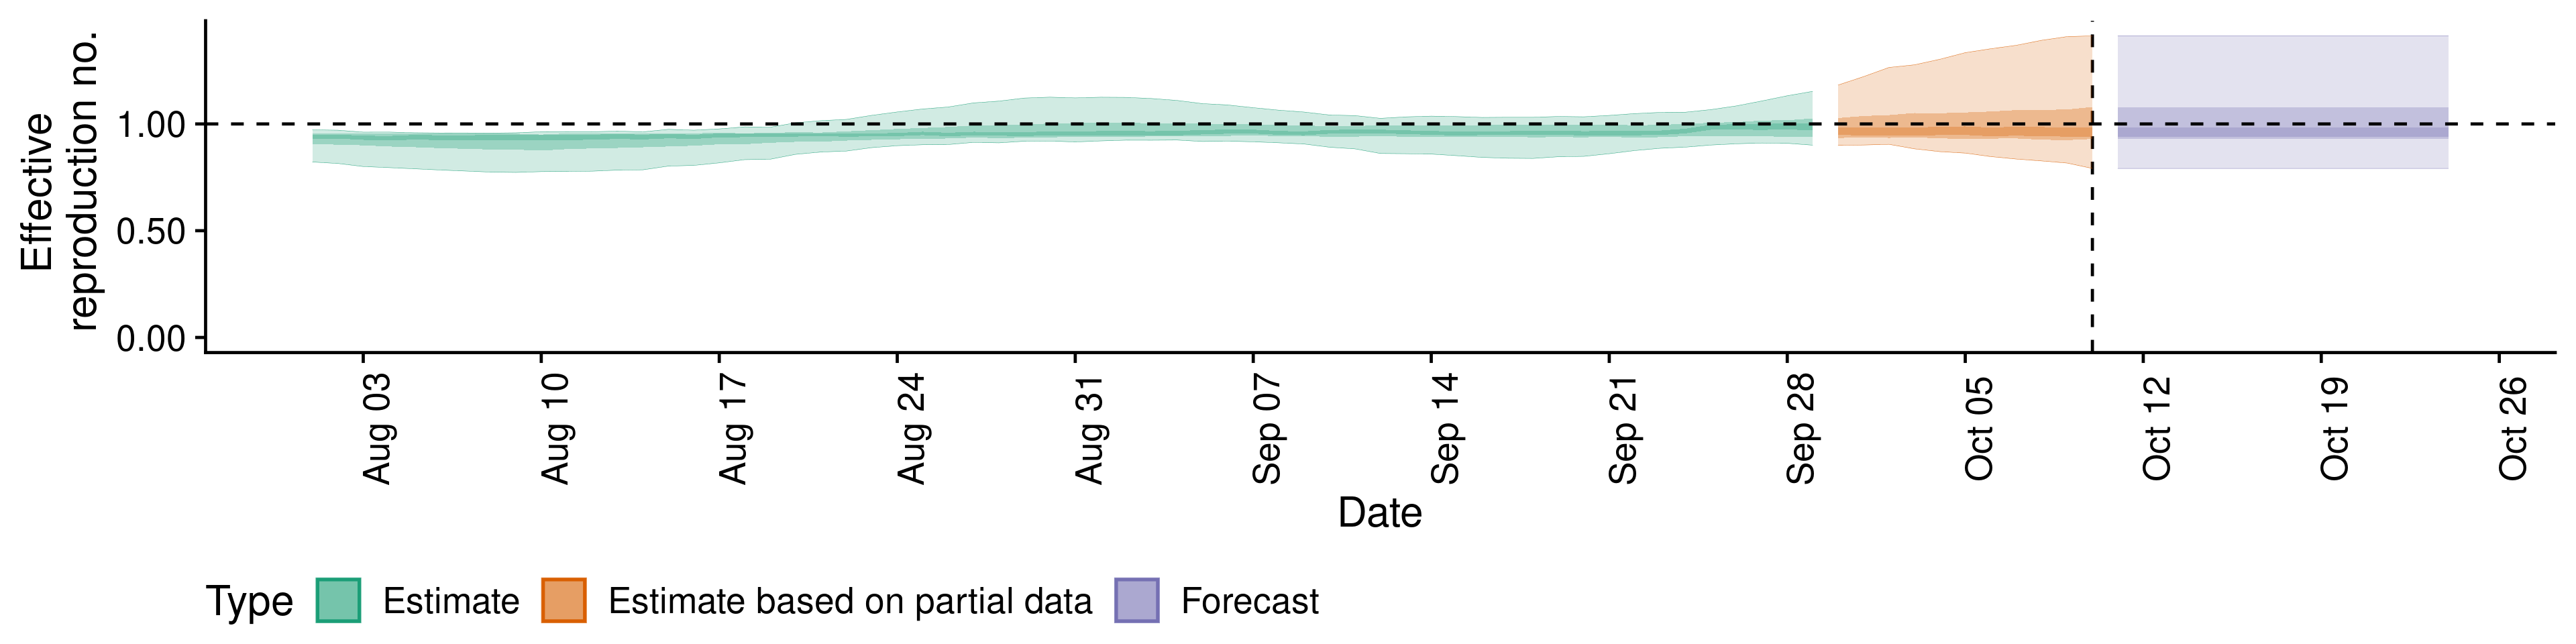 Effective
reproduction no.
1.00
0.50
0.00
Aug 03
Aug 10
Aug 17
Aug 24
Aug 31
Sep 07
Sep 14
Sep 21
Sep 28
Oct 05
Oct 12
Oct 19
Oct 26
Date
Type Estimate Estimate based on partial data Forecast